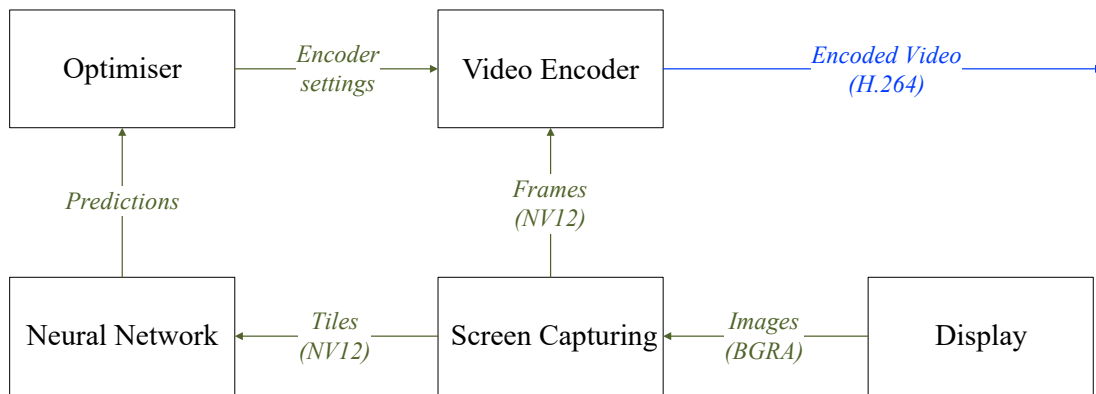 Optimiser
Encoder
settings
Video Encoder
Encoded Video
(H.264)
Predictions
Frames
(NV12)
Neural Network
Tiles
(NV12)
Screen Capturing
Images
(BGRA)
Display